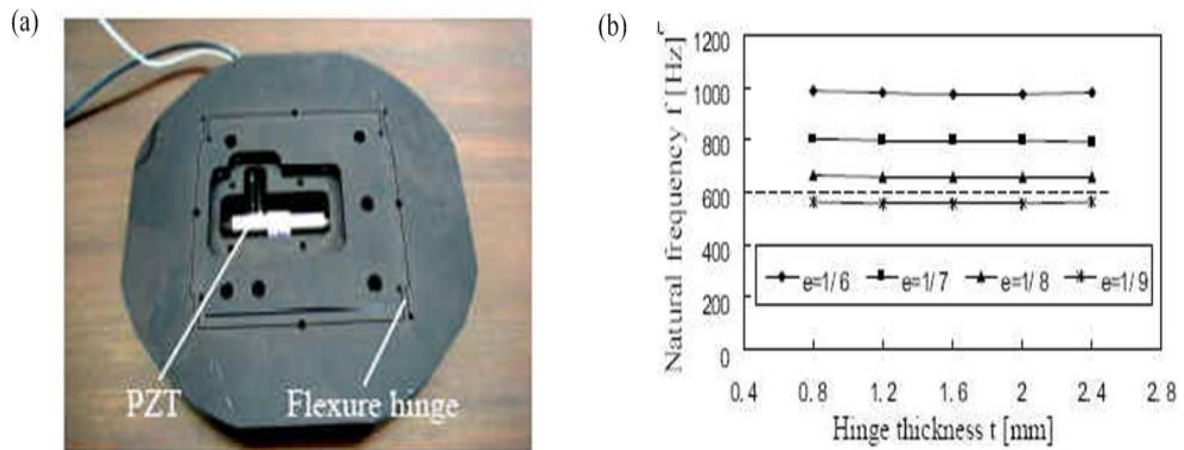 (a)
PZT
Flexure hinge
(b)
Natural frequency f [Hz]
1200
1000
800
600
400
200
0
e=1/6 e=1/7 e=1/8 e=1/9
0.4 0.8 1.2 1.6 2 2.4 2.8
Hinge thickness t [mm]